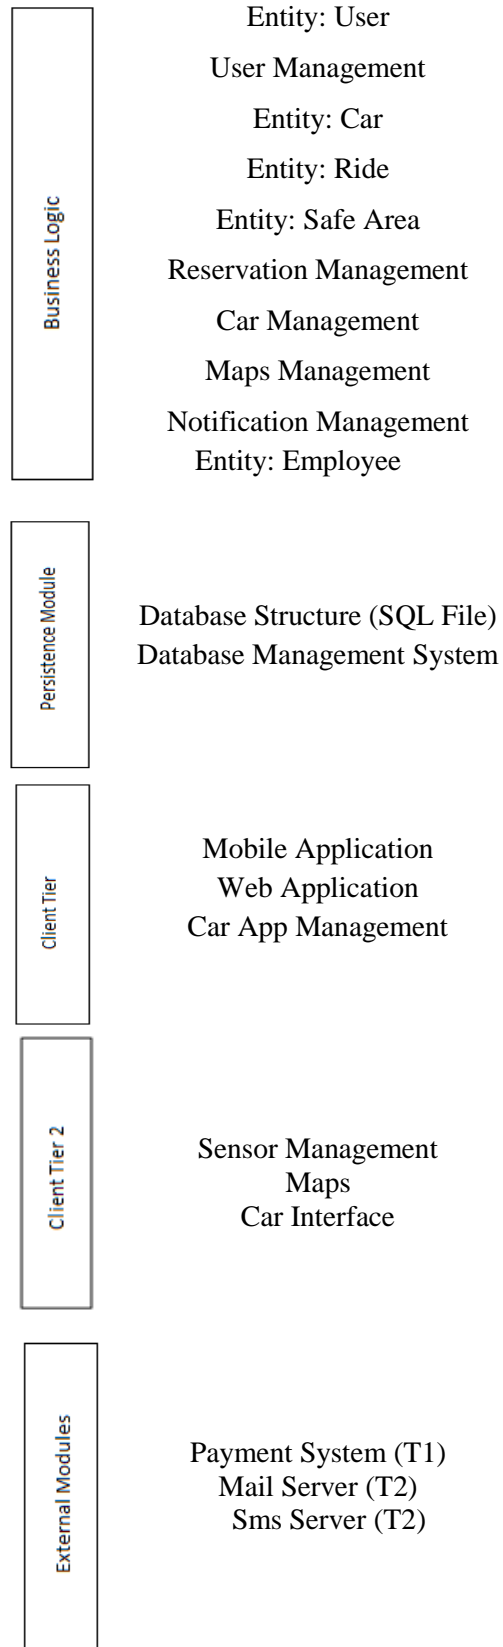 Business Logic
Entity: User
User Management
Entity: Car
Entity: Ride
Entity: Safe Area
Reservation Management
Car Management
Maps Management
Notification Management
Entity: Employee
Persistence Module
Database Structure (SQL File)
Database Management System
Client Tier
Mobile Application
Web Application
Car App Management
Client Tier 2
Sensor Management
Maps
Car Interface
External Modules
Payment System (T1)
Mail Server (T2)
Sms Server (T2)